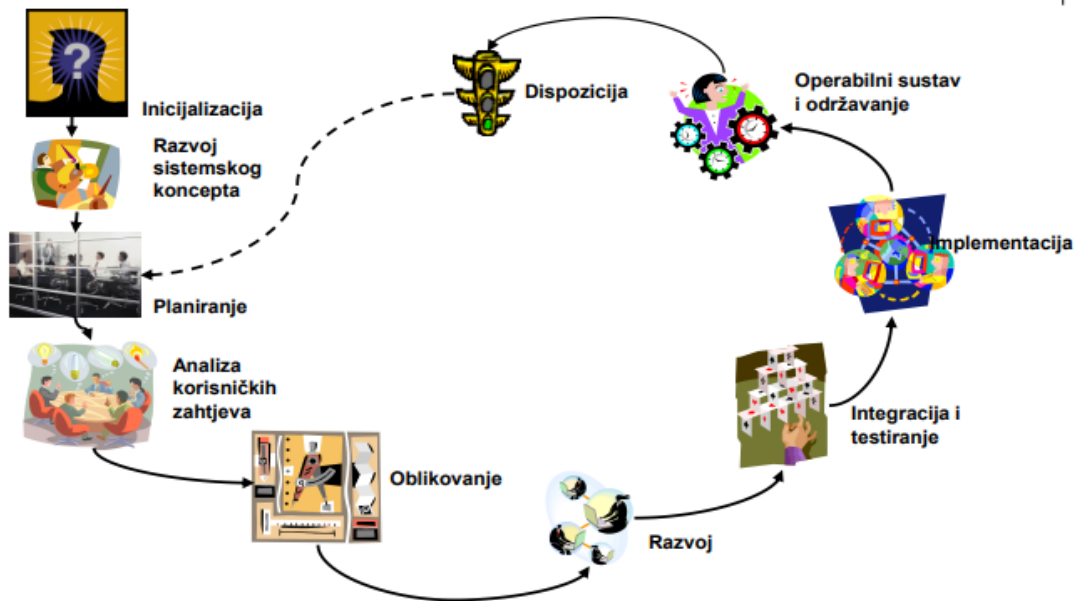 Inicijalizacija
Razvoj
sistemskog
koncepta
Planiranje
Analiza
korisničkih
zahtjeva
Oblikovanje
Razvoj
Integracija i
testiranje
Implementacija
Operabilni sustav
i održavanje
Dispozicija
?